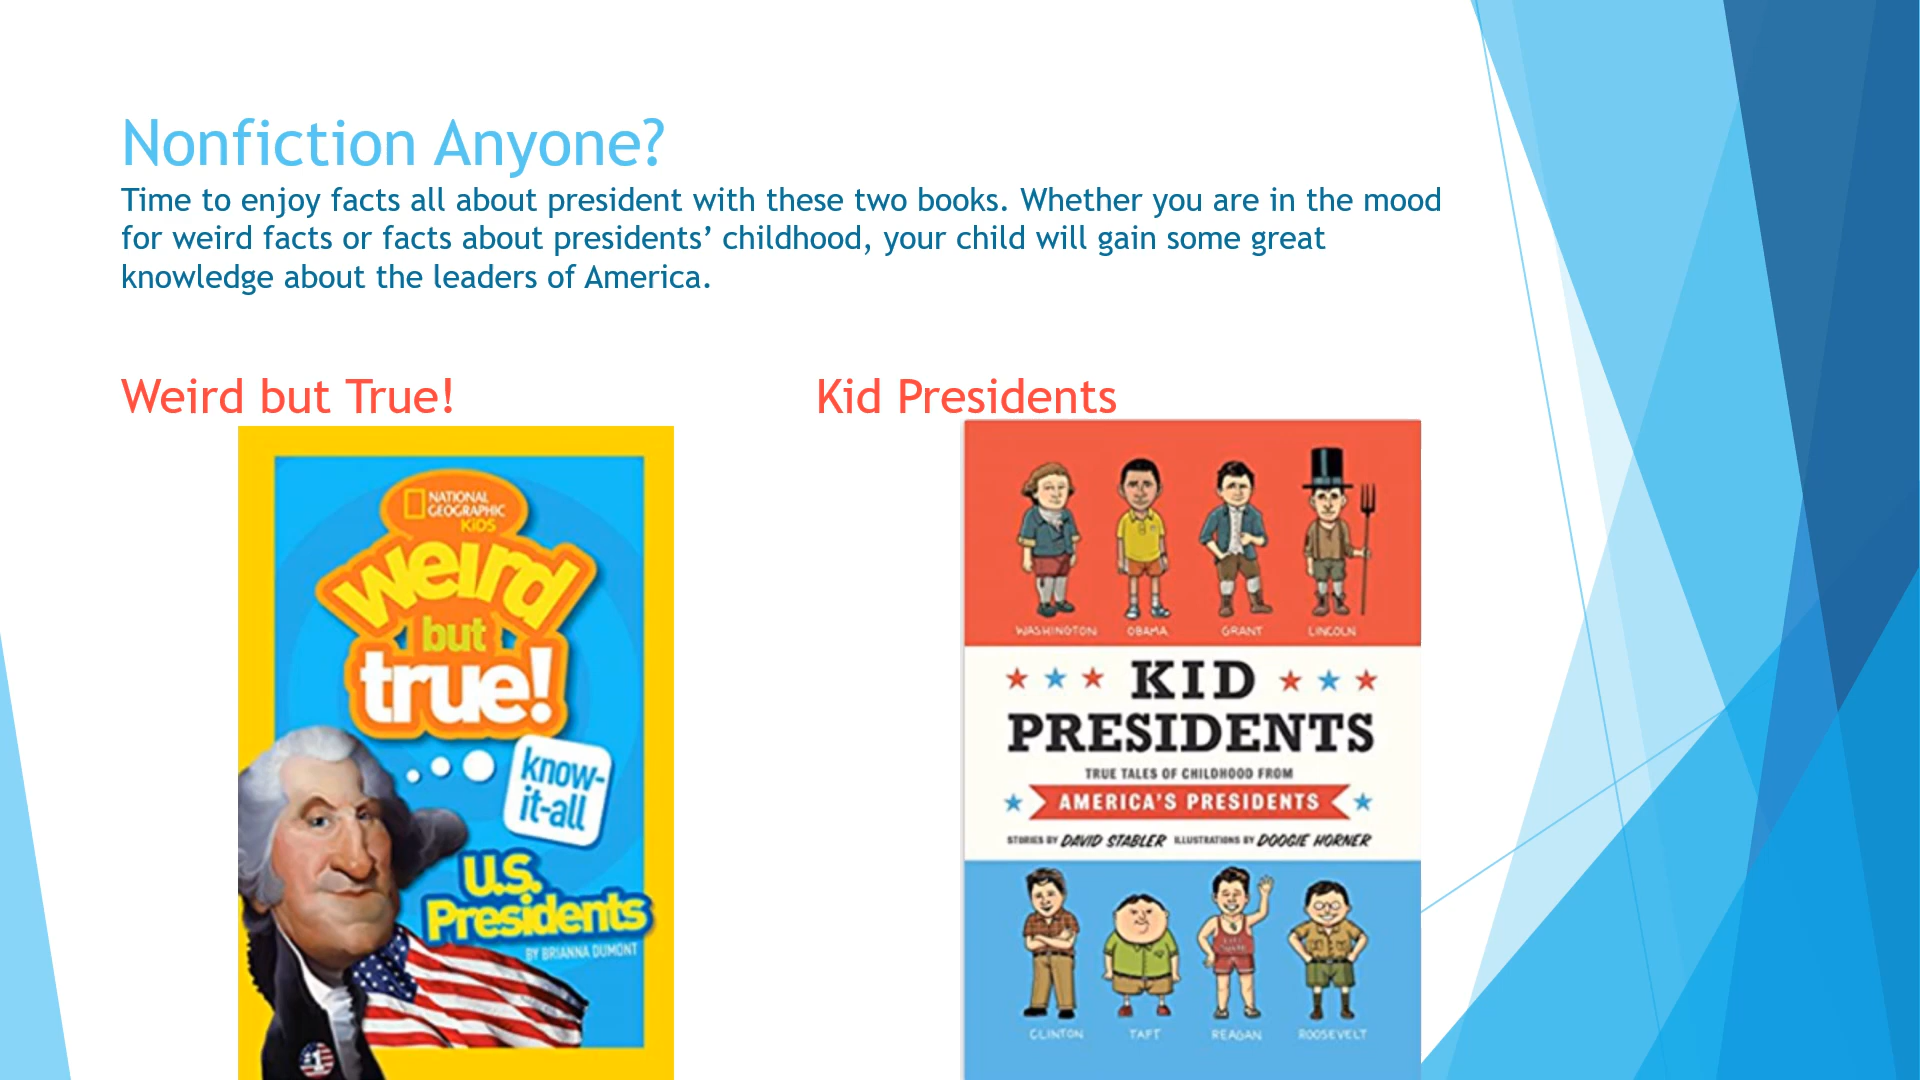 Nonfiction Anyone?
Time to enjoy facts all about president with these two books. Whether you are in the mood
for weird facts or facts about presidents’ childhood, your child will gain some great
knowledge about the leaders of America.
Weird but True!
NATIONAL
GEOGRAPHIC
KiDS
weird
but
true!
know-
it-all
U.S.
Presidents
BY BRIANNA DUMONT
#1
Kid Presidents
WASHINGTON OBAMA GRANT LINCOLN
KID
PRESIDENTS
TRUE TALES OF CHILDHOOD FROM
AMERICA'S PRESIDENTS
STORIES BY DAVID STABLER ILLUSTRATIONS BY DOOGIE HORNER
CLINTON TAFT REAGAN ROOSEVELT